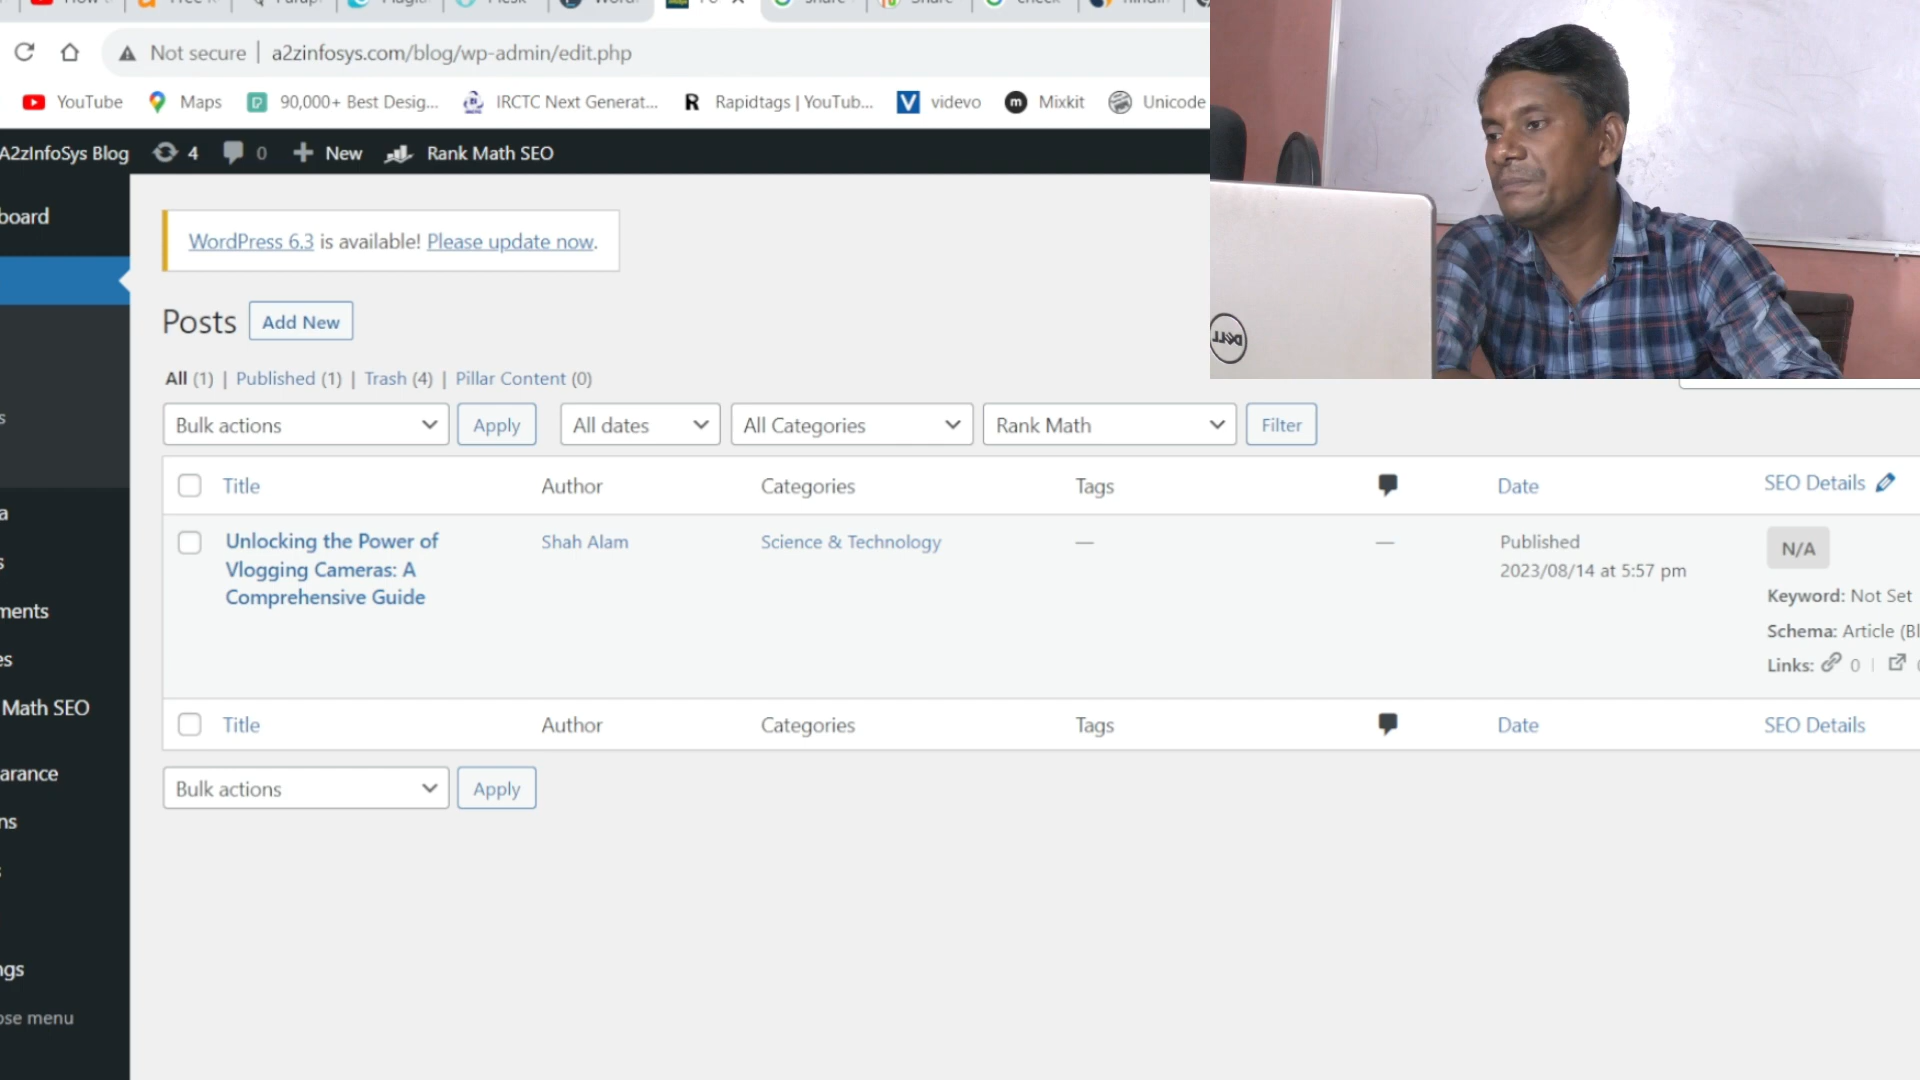 Not secure | a2zinfosys.com/blog/wp-admin/edit.php
YouTube Maps 90,000+ Best Desig... IRCTC Next Generat... R Rapidtags | YouTub... V videvo m Mixkit Unicode
A2zInfoSys Blog 4 0 + New Rank Math SEO
WordPress 6.3 is available! Please update now.
Posts Add New
All (1) | Published (1) | Trash (4) | Pillar Content (0)
Bulk actions Apply All dates All Categories Rank Math Filter
Title Author Categories Tags Date SEO Details
Unlocking the Power of
Vlogging Cameras: A
Comprehensive Guide
Shah Alam
Science & Technology
—
—
Published
2023/08/14 at 5:57 pm
N/A
Keyword: Not Set
Schema: Article (Bl
Links: 0 |
Title Author Categories Tags Date SEO Details
Bulk actions Apply
board
ments
es
Math SEO
arance
ns
ngs
ose menu
DELL